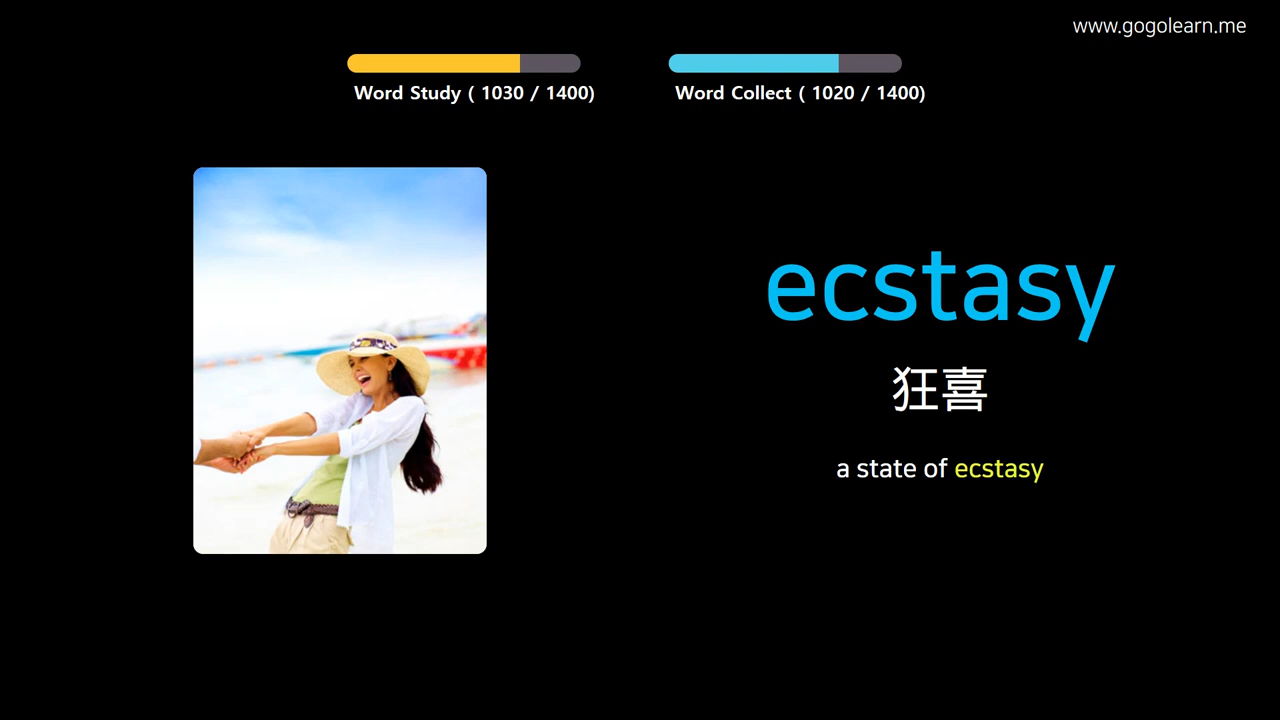 www.gogolearn.me
Word Study ( 1030 / 1400)
Word Collect ( 1020 / 1400)
ecstasy
狂喜
a state of ecstasy